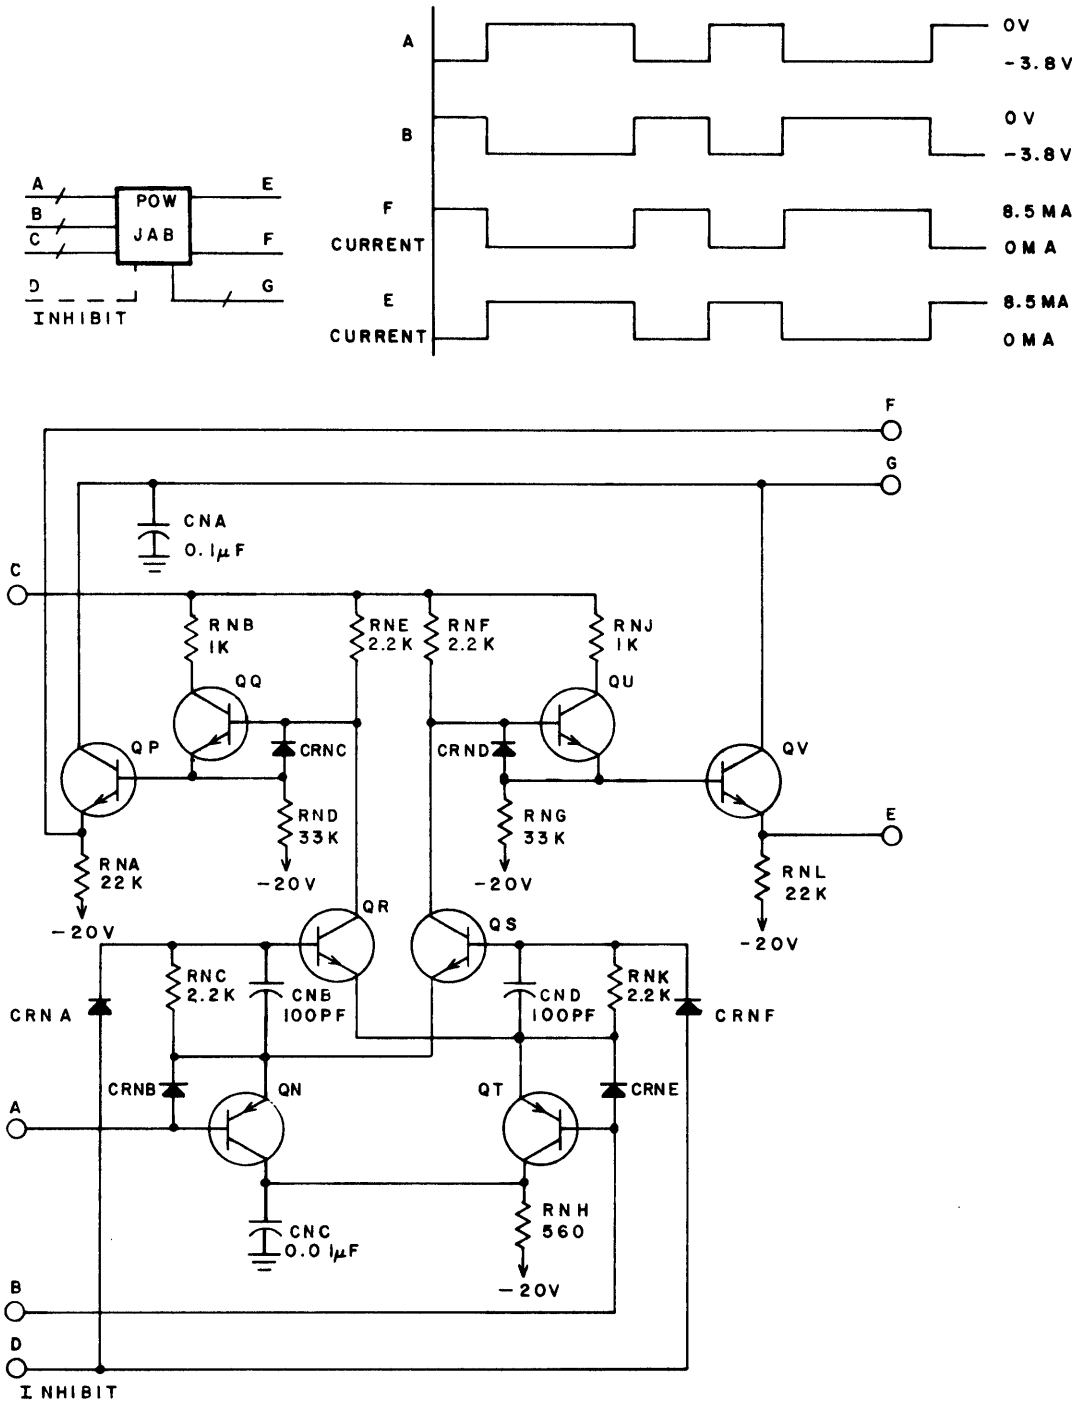 A
0V
-3.8V
B
0V
-3.8V
F
CURRENT
8.5MA
0MA
E
CURRENT
8.5MA
0MA
A
B
C
D
INHIBIT
POW
JAB
E
F
G
F
G
CNA
0.1μF
C
RNB
1K
RNE
2.2K
RNF
2.2K
RNJ
1K
QQ
QU
QP
CRNC
CRND
QV
E
RNA
22K
-20V
RND
33K
-20V
RNG
33K
-20V
RNL
22K
-20V
QR
QS
CRNA
RNC
2.2K
CNB
100PF
CND
100PF
RNK
2.2K
CRNF
CRNB
QN
QT
CRNE
A
CNC
0.01μF
RNH
560
-20V
B
D
INHIBIT